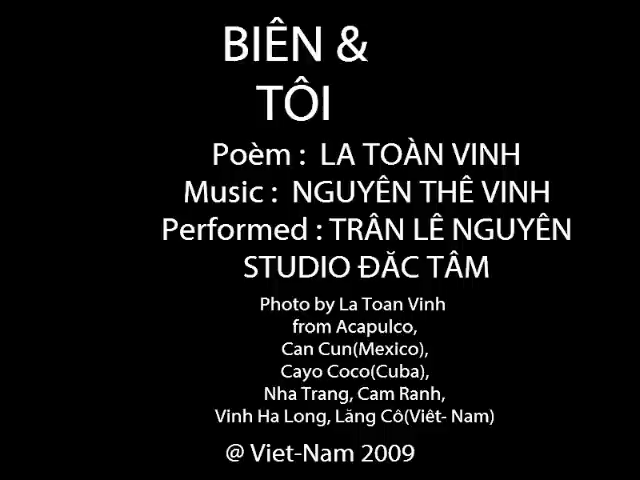 BIÊN &
TÔI
Poèm : LA TOÀN VINH
Music : NGUYÊN THÊ VINH
Performed : TRÂN LÊ NGUYÊN
STUDIO ĐĂC TÂM
Photo by La Toan Vinh
from Acapulco,
Can Cun(Mexico),
Cayo Coco(Cuba),
Nha Trang, Cam Ranh,
Vinh Ha Long, Lăng Cô(Viêt- Nam)
@ Viet-Nam 2009